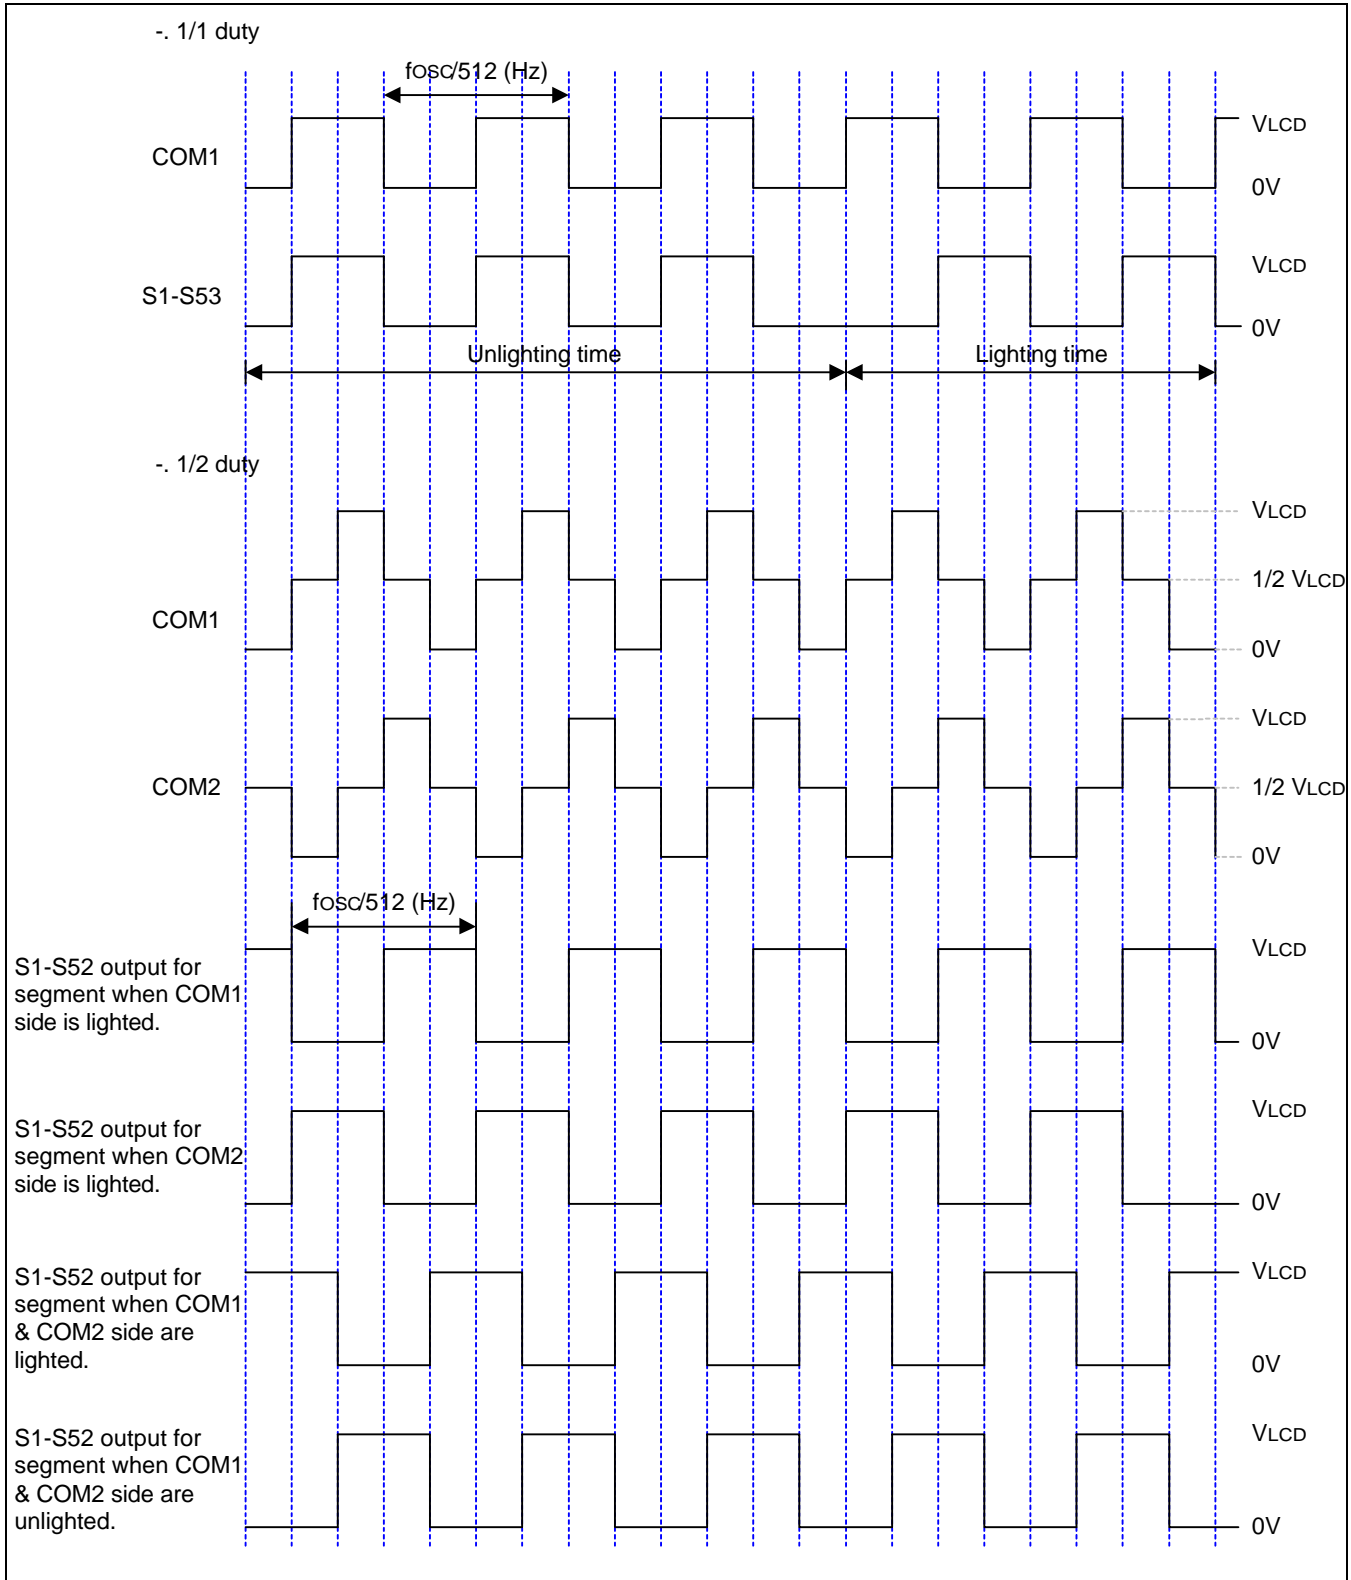 -. 1/1 duty
fOSC/512 (Hz)
VLCD
COM1
0V
VLCD
S1-S53
0V
Unlighting time
Lighting time
-. 1/2 duty
VLCD
1/2 VLCD
COM1
0V
VLCD
COM2
1/2 VLCD
0V
fOSC/512 (Hz)
VLCD
S1-S52 output for
segment when COM1
side is lighted.
0V
VLCD
S1-S52 output for
segment when COM2
side is lighted.
0V
VLCD
S1-S52 output for
segment when COM1
& COM2 side are
lighted.
0V
VLCD
S1-S52 output for
segment when COM1
& COM2 side are
unlighted.
0V